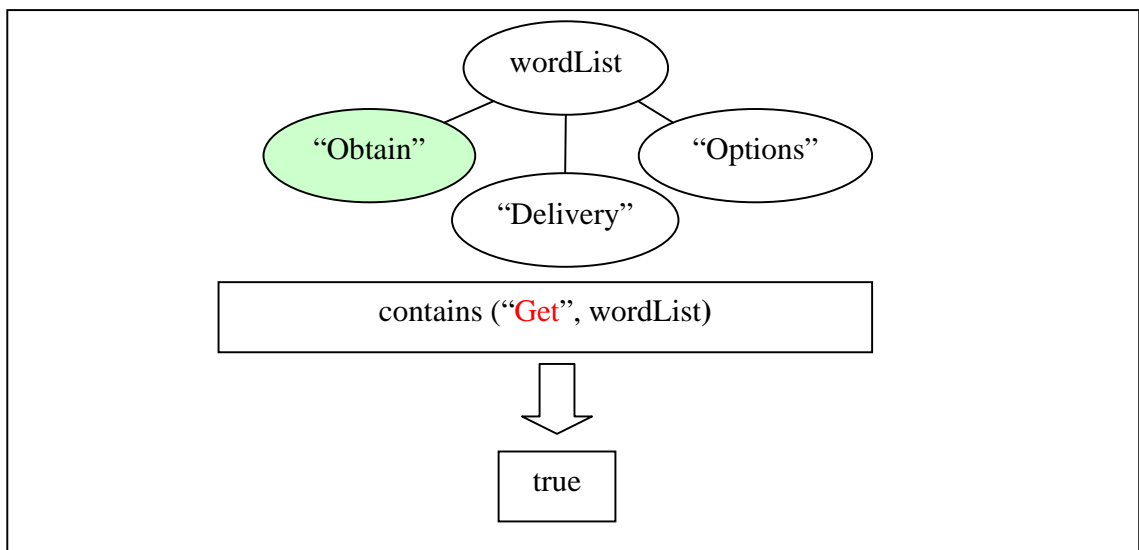 wordList
“Obtain”
“Options”
“Delivery”
contains (“Get”, wordList)
true